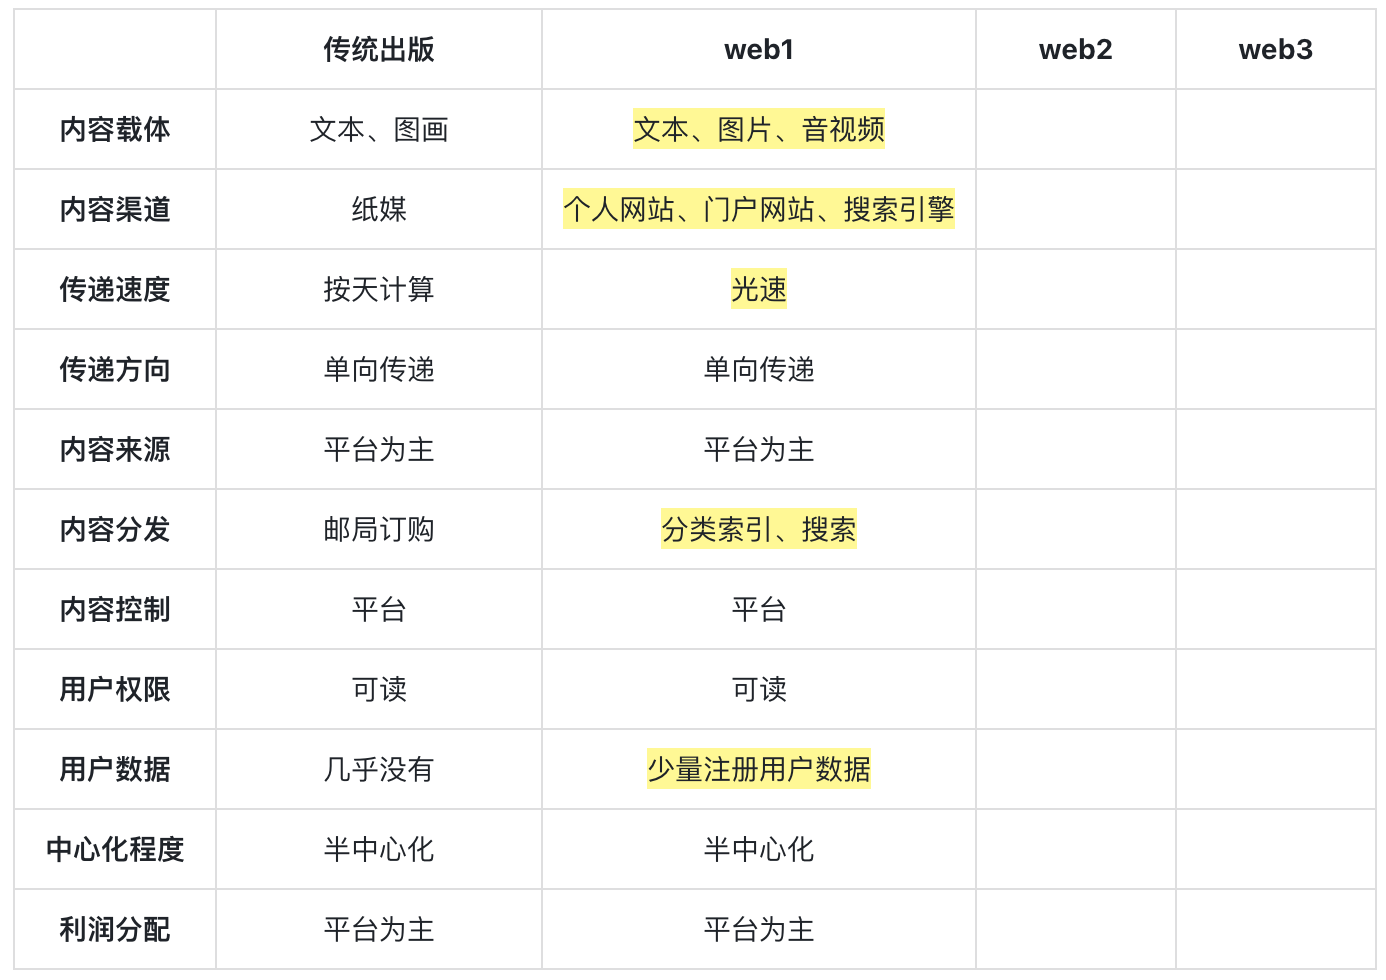 传统出版 web1 web2 web3
内容载体 文本、图画 文本、图片、音视频
内容渠道 纸媒 个人网站、门户网站、搜索引擎
传递速度 按天计算 光速
传递方向 单向传递 单向传递
内容来源 平台为主 平台为主
内容分发 邮局订购 分类索引、搜索
内容控制 平台 平台
用户权限 可读 可读
用户数据 几乎没有 少量注册用户数据
中心化程度 半中心化 半中心化
利润分配 平台为主 平台为主